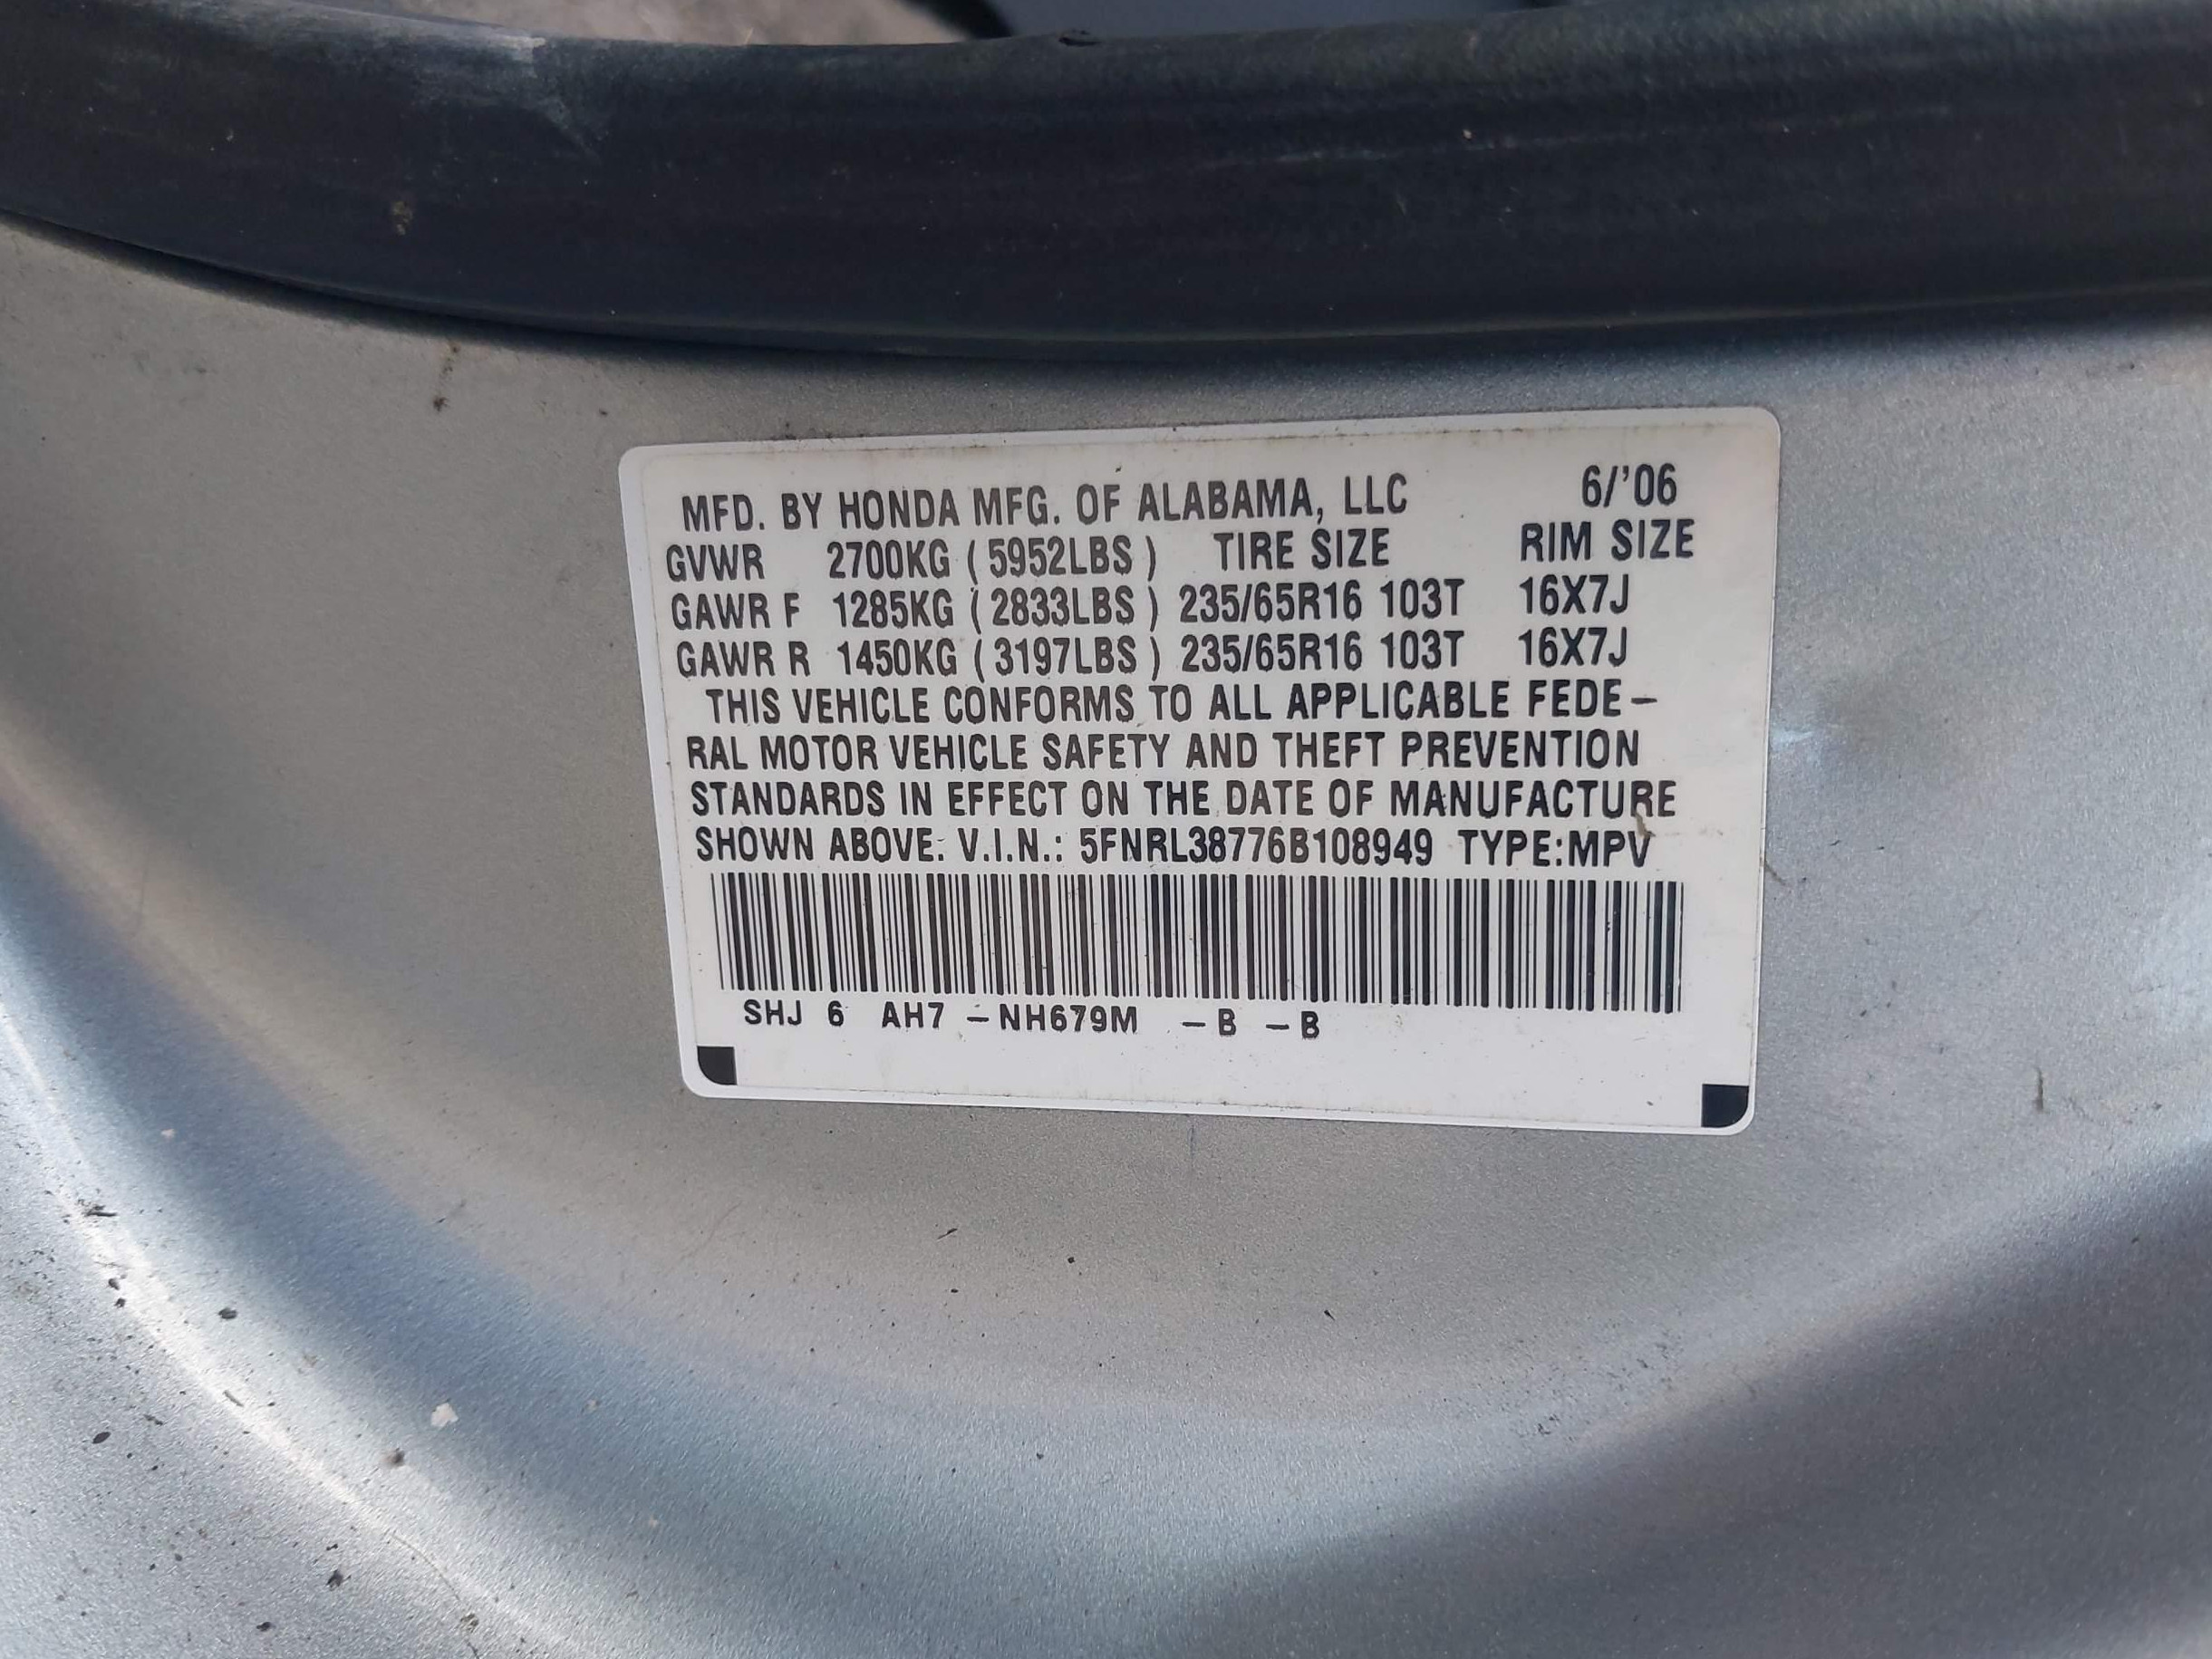 MFD. BY HONDA MFG. OF ALABAMA, LLC 6/'06
GVWR 2700KG ( 5952LBS ) TIRE SIZE RIM SIZE
GAWR F 1285KG ( 2833LBS ) 235/65R16 103T 16X7J
GAWR R 1450KG ( 3197LBS ) 235/65R16 103T 16X7J
THIS VEHICLE CONFORMS TO ALL APPLICABLE FEDE-
RAL MOTOR VEHICLE SAFETY AND THEFT PREVENTION
STANDARDS IN EFFECT ON THE DATE OF MANUFACTURE
SHOWN ABOVE. V.I.N.: 5FNRL38776B108949 TYPE:MPV
SHJ 6 AH7 -NH679M -B -B